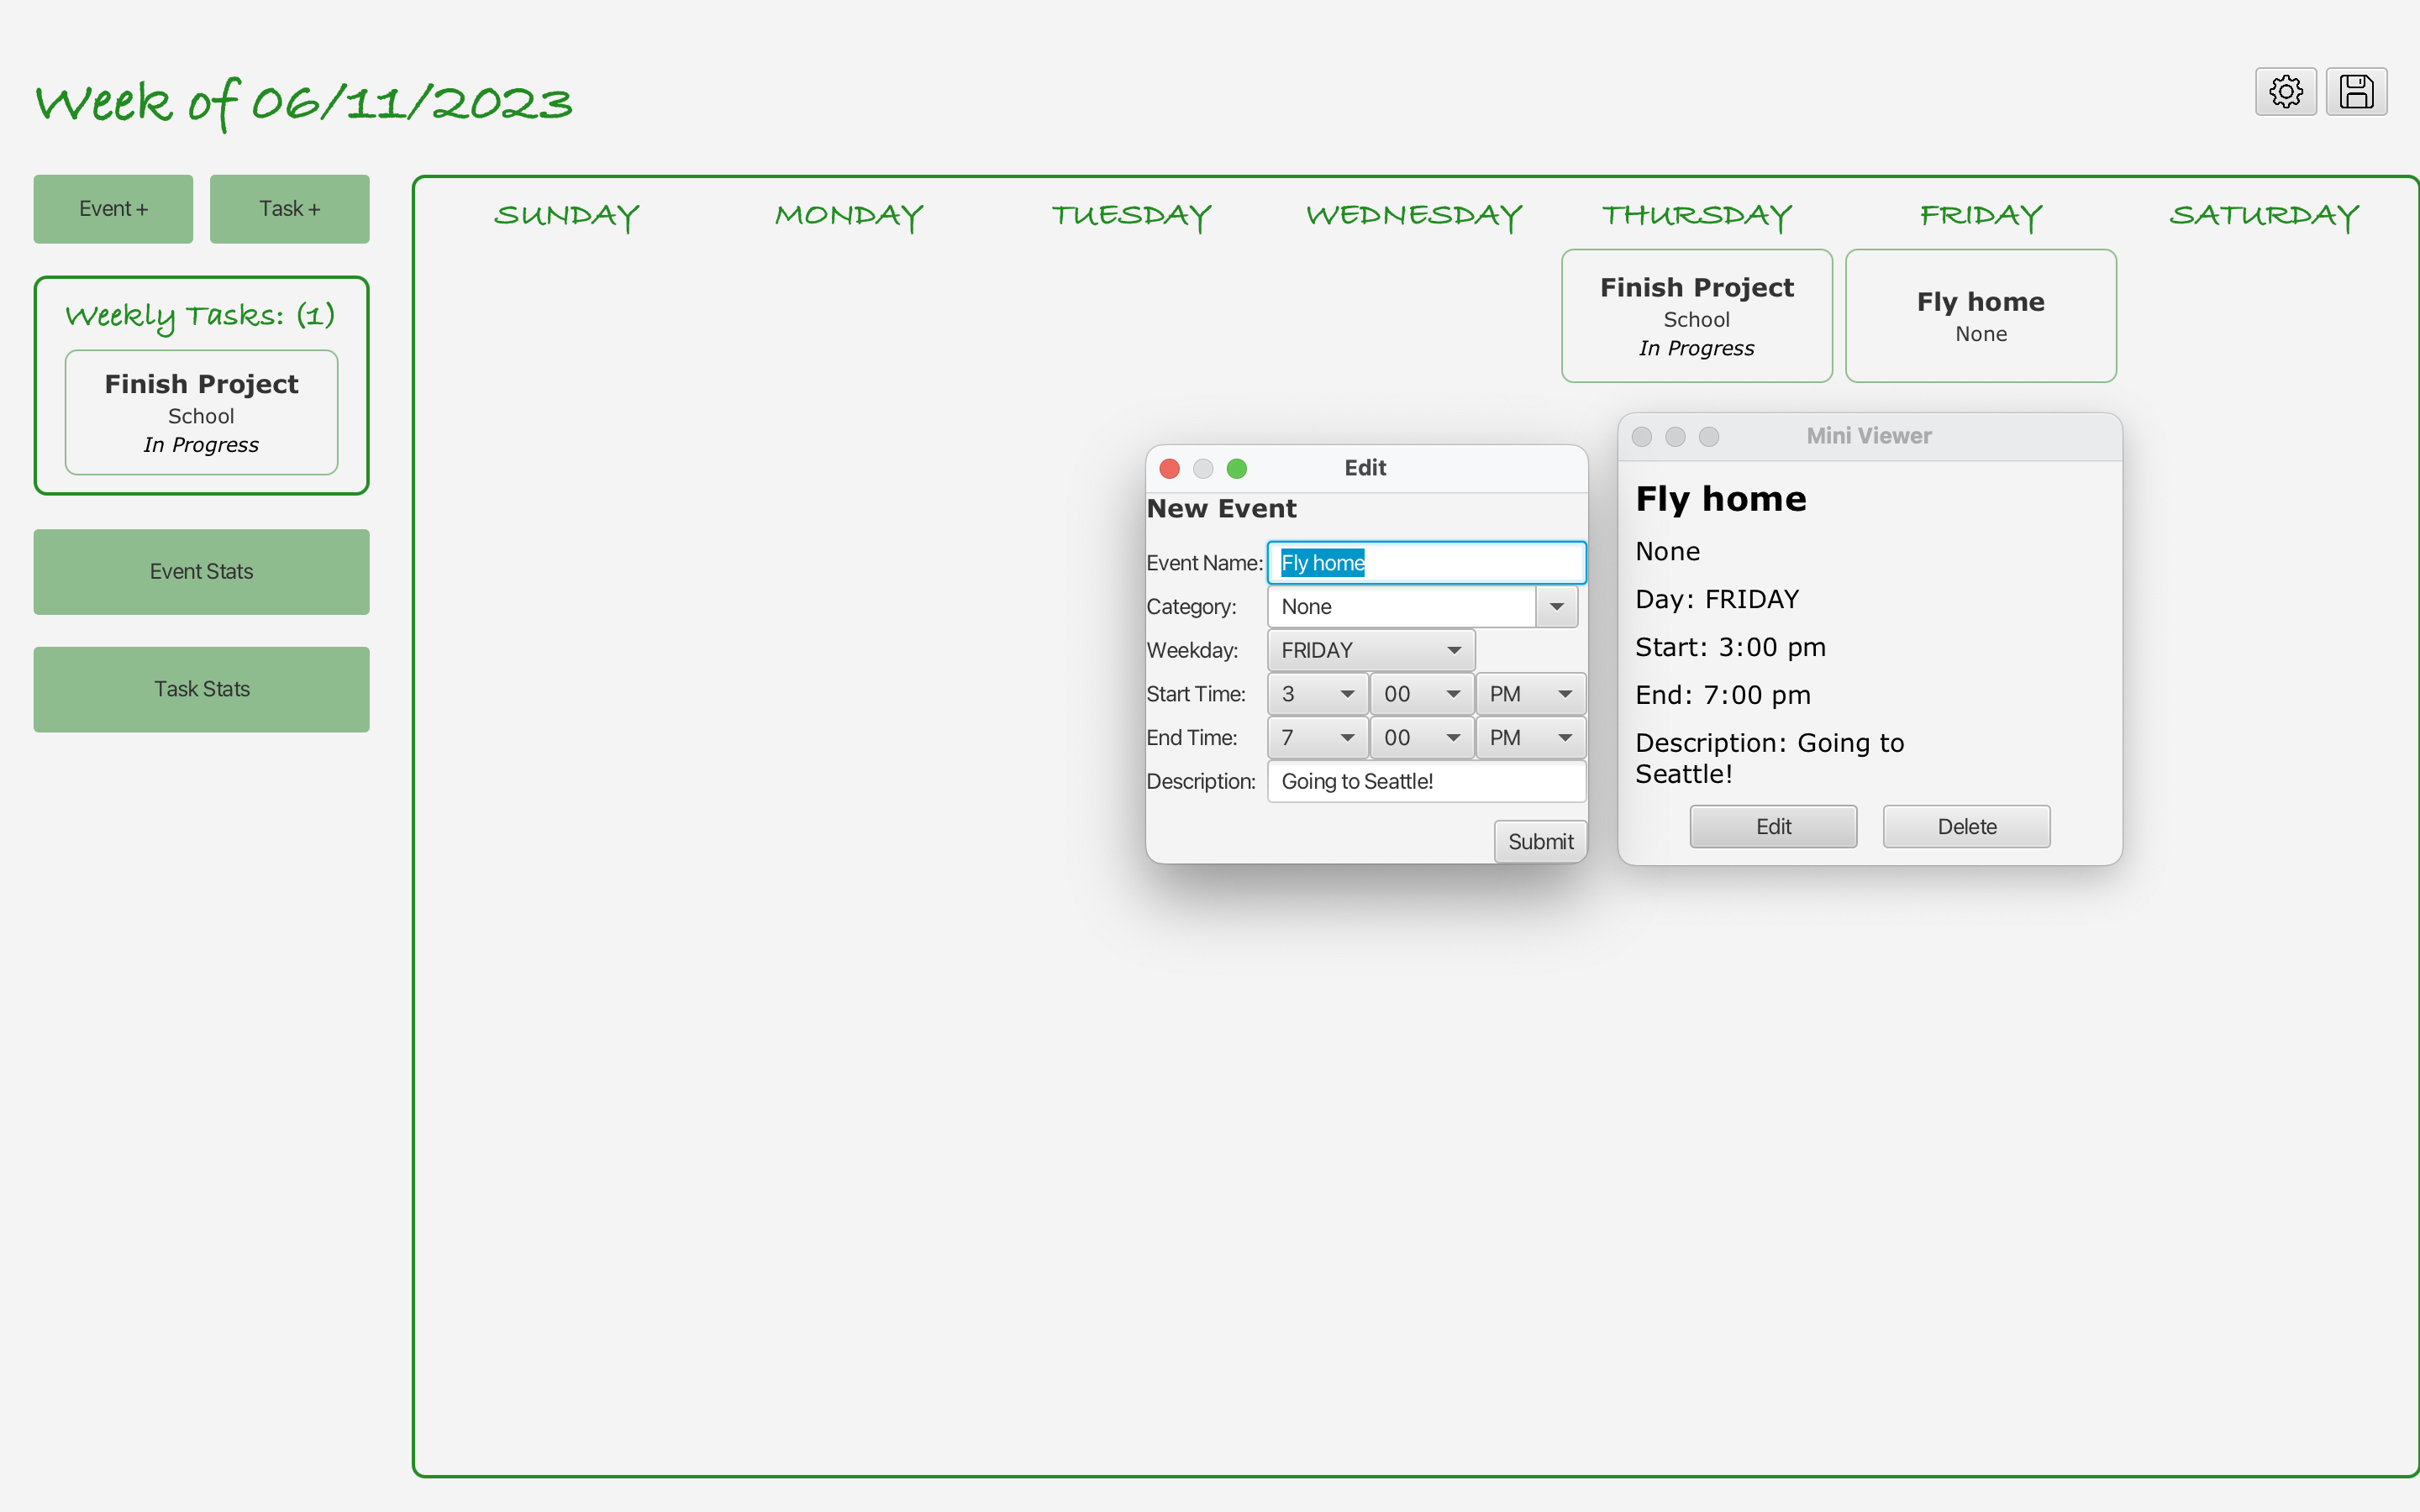 Week of 06/11/2023
Event +
Task +
Weekly Tasks: (1)
Finish Project
School
In Progress
Event Stats
Task Stats
SUNDAY
MONDAY
TUESDAY
WEDNESDAY
THURSDAY
FRIDAY
SATURDAY
Finish Project
School
In Progress
Fly home
None
Edit
New Event
Event Name: Fly home
Category: None
Weekday: FRIDAY
Start Time: 3 00 PM
End Time: 7 00 PM
Description: Going to Seattle!
Submit
Mini Viewer
Fly home
None
Day: FRIDAY
Start: 3:00 pm
End: 7:00 pm
Description: Going to
Seattle!
Edit
Delete